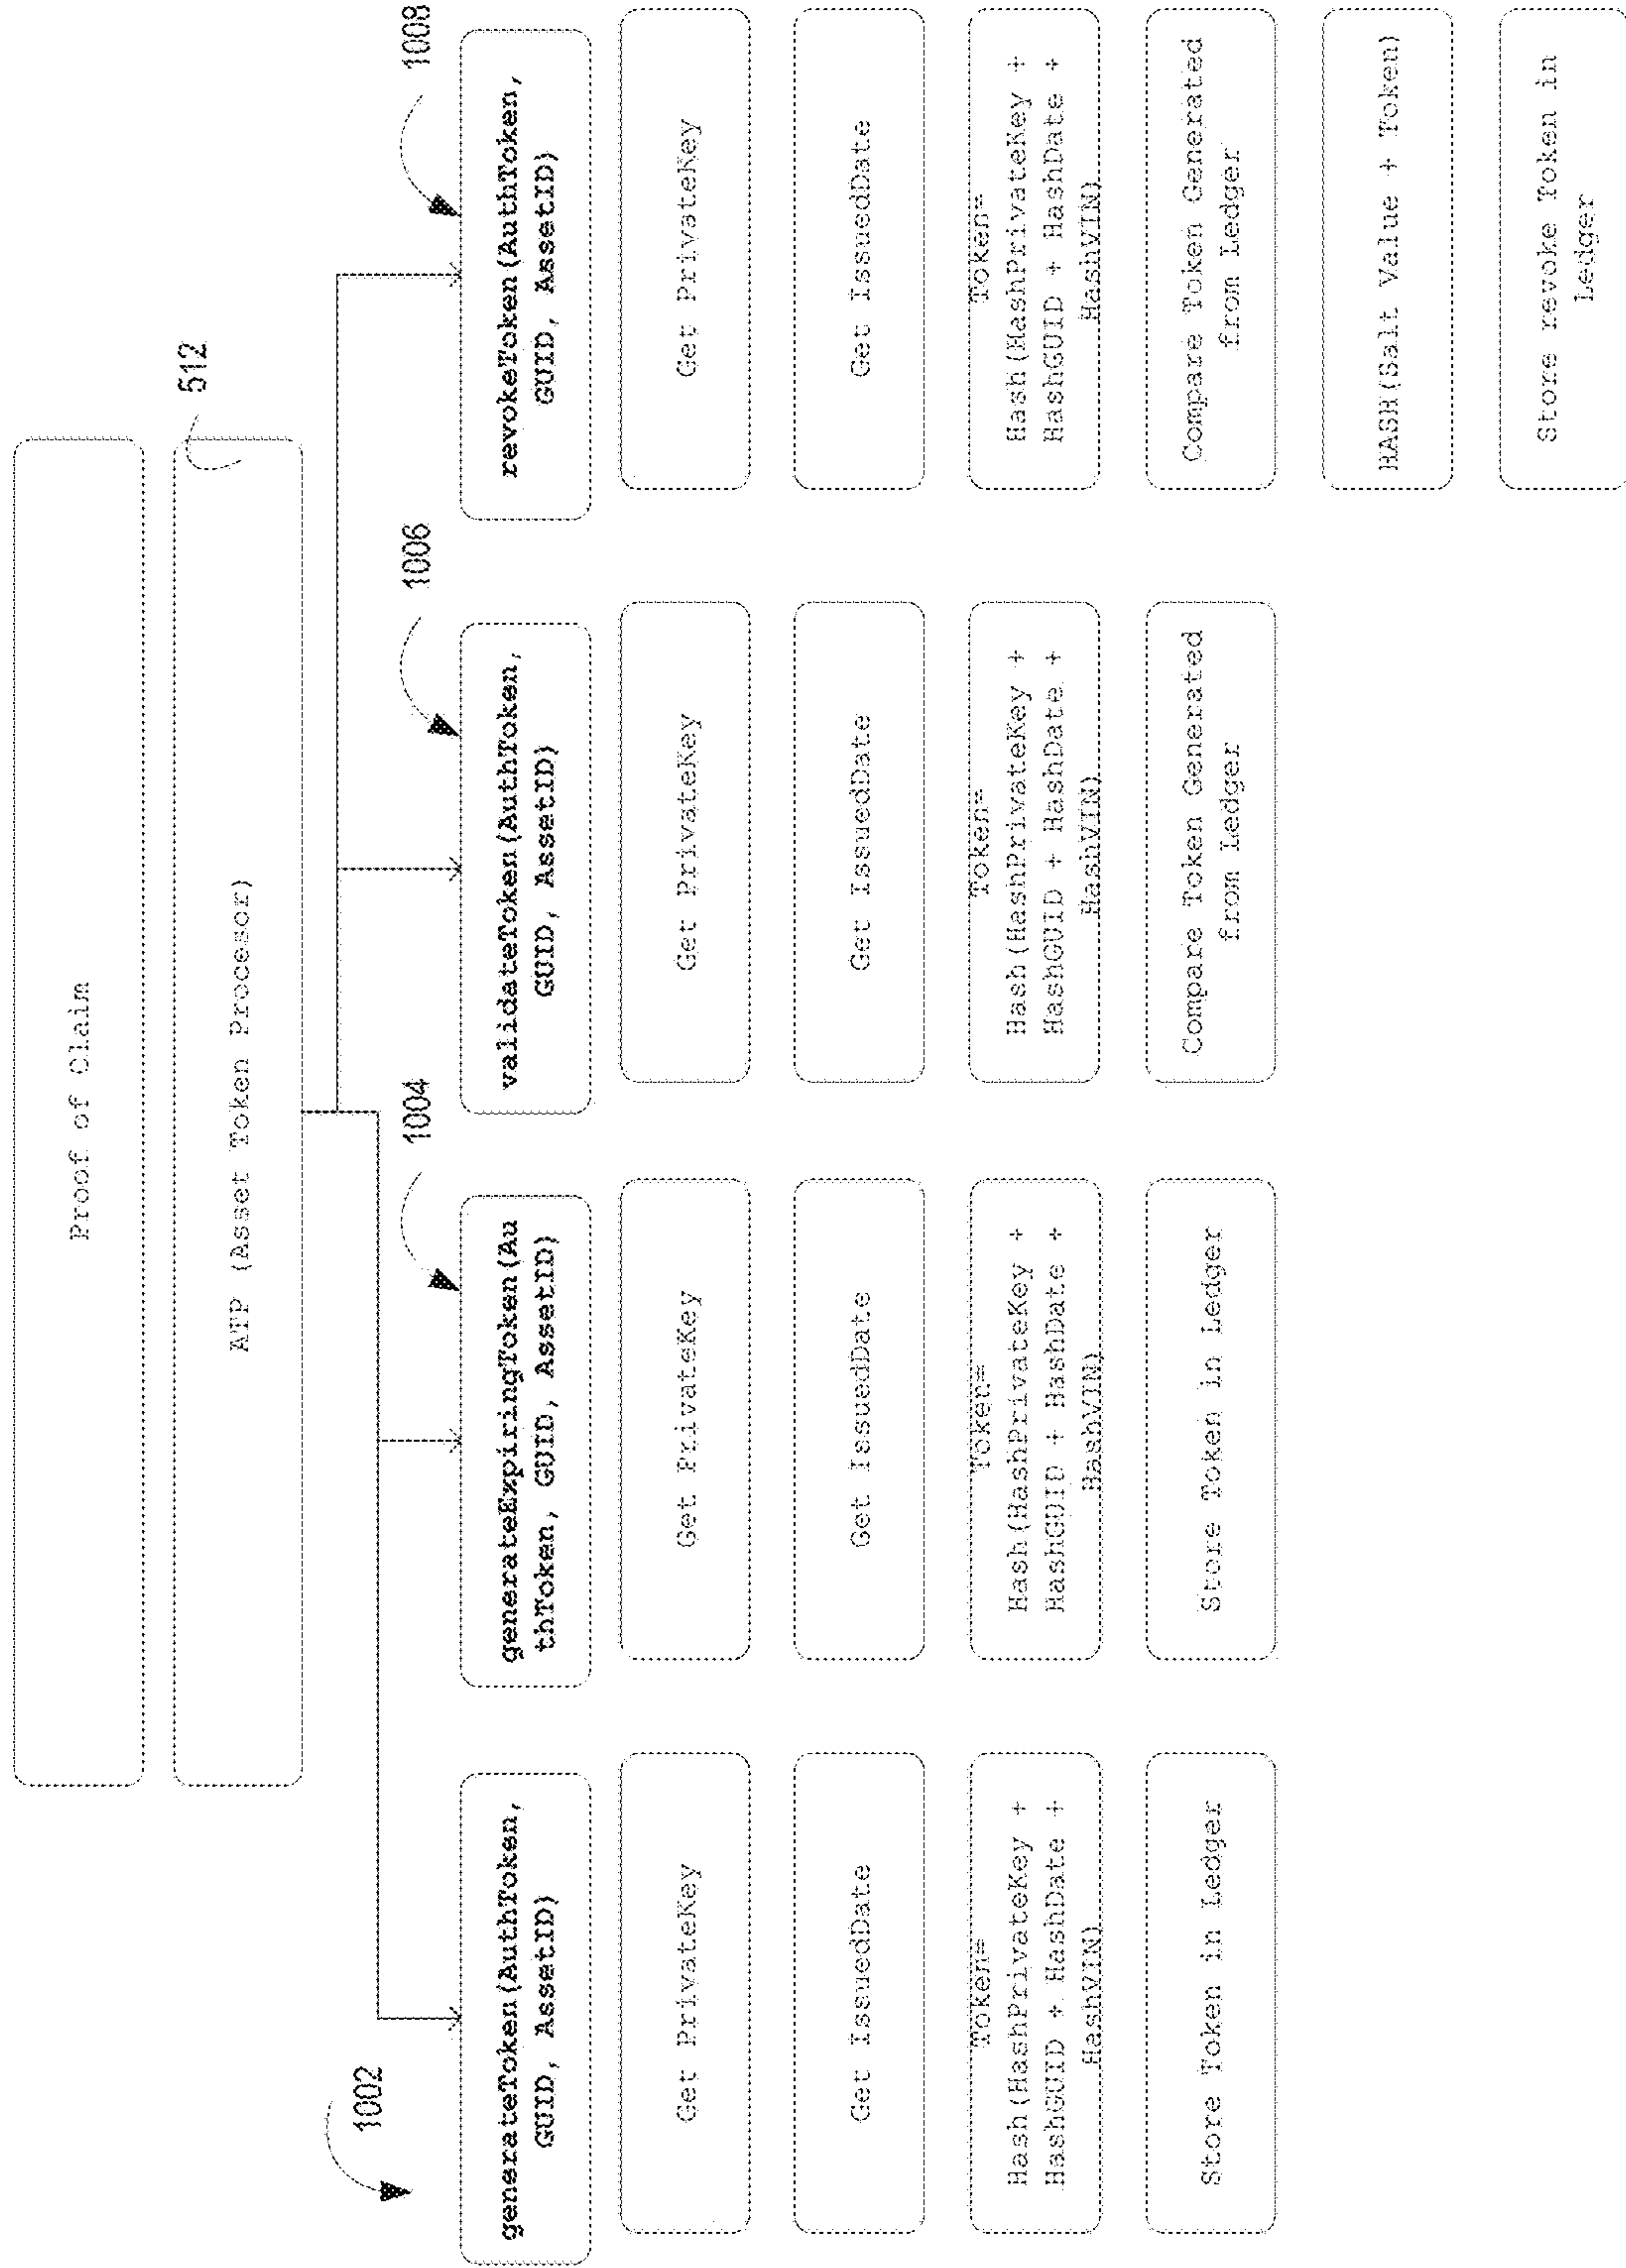 Proof of Claim
ATP (Asset Token Procesor)
512
1002
generateToken(AuthToken,
GUID, AssetID)
Get PrivateKey
Get IssuedDate
Token=
Hash(HashPrivateKey +
HashGUID + HashDate +
HashVIN)
Store Token in Ledger
1004
generateExpiringToken(Au
thToken, GUID, AssetID)
Get PrivateKey
Get IssuedDate
Token=
Hash(HashPrivateKey +
HashGUID + HashDate +
HashVIN)
Store Token in Ledger
1006
validateToken(AuthToken,
GUID, AssetID)
Get PrivateKey
Get IssuedDate
Token=
Hash(HashPrivateKey +
HashGUID + HashDate +
HashVIN)
Compare Token Generated
from Ledger
1008
revokeToken(AuthToken,
GUID, AssetID)
Get PrivateKey
Get IssuedDate
Token=
Hash(HashPrivateKey +
HashGUID + HashDate +
HashVIN)
Compare Token Generated
from Ledger
HASH(Salt Value + Token)
Store revoke Token in
Ledger